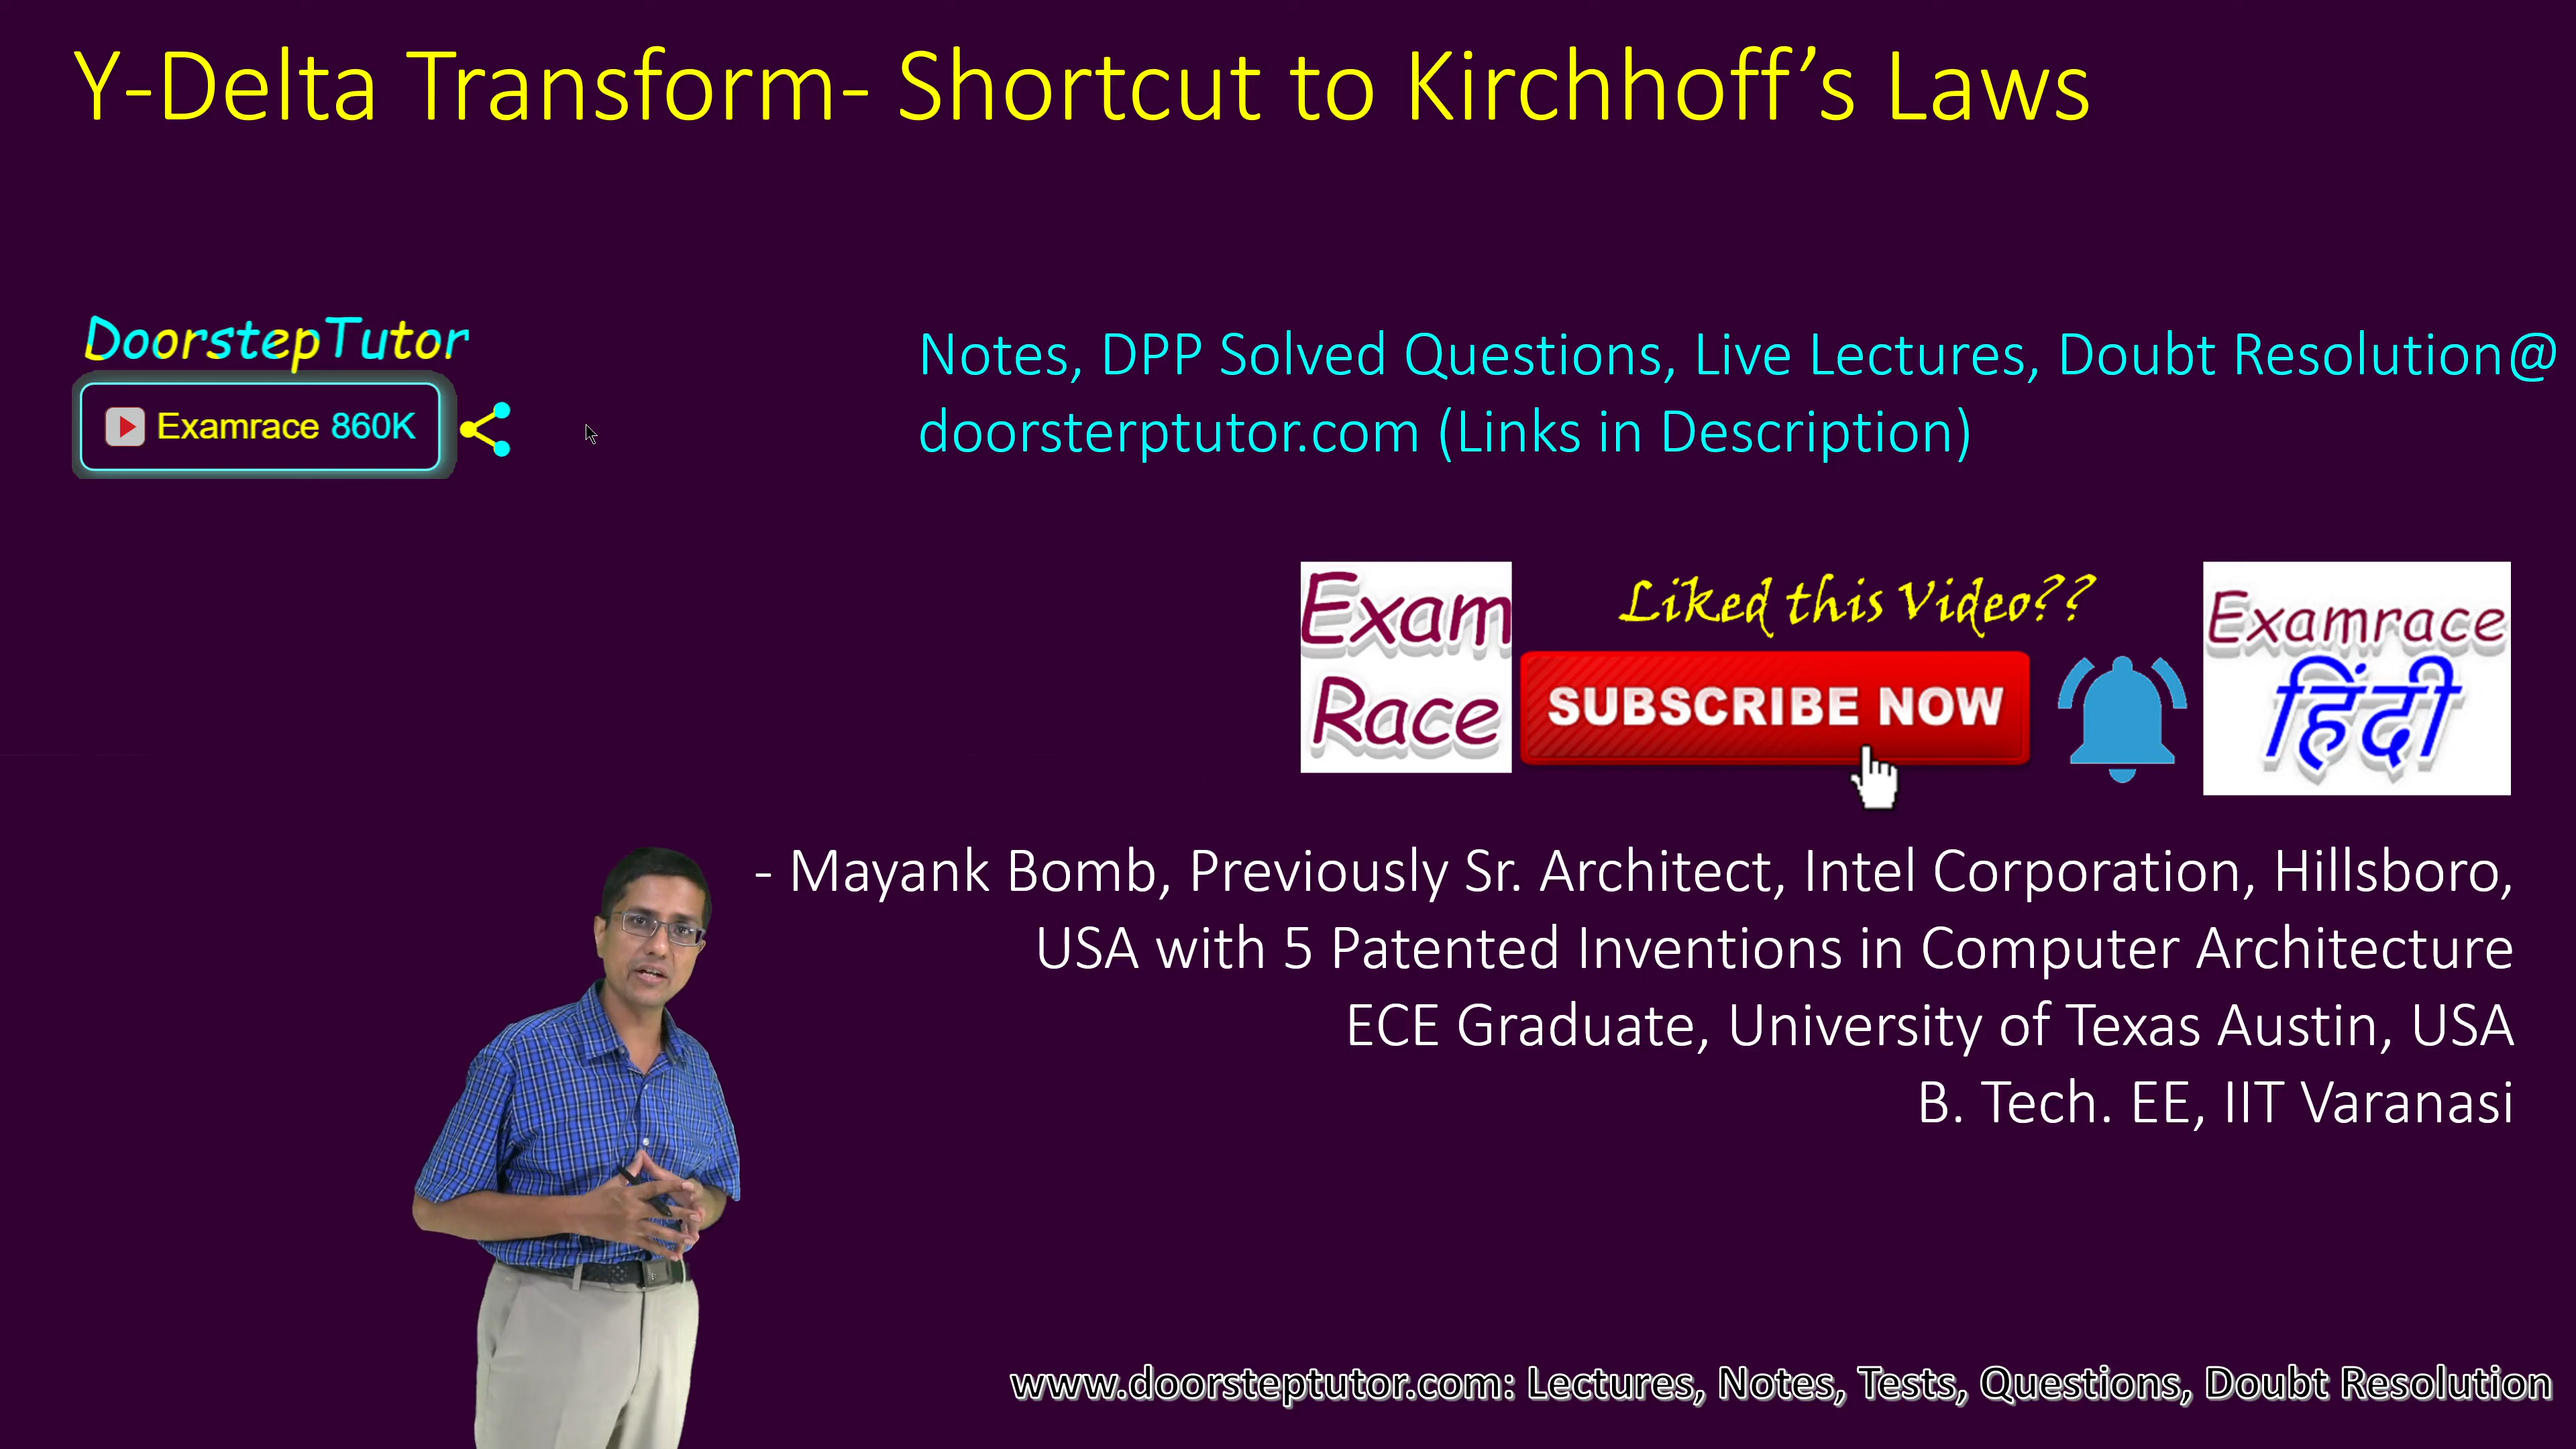 Y-Delta Transform- Shortcut to Kirchhoff’s Laws
DoorstepTutor
Examrace 860K
Notes, DPP Solved Questions, Live Lectures, Doubt Resolution@
doorsterptutor.com (Links in Description)
Exam
Race
Liked this Video??
SUBSCRIBE NOW
Examrace
हिंदी
- Mayank Bomb, Previously Sr. Architect, Intel Corporation, Hillsboro,
USA with 5 Patented Inventions in Computer Architecture
ECE Graduate, University of Texas Austin, USA
B. Tech. EE, IIT Varanasi
www.doorsteptutor.com: Lectures, Notes, Tests, Questions, Doubt Resolution